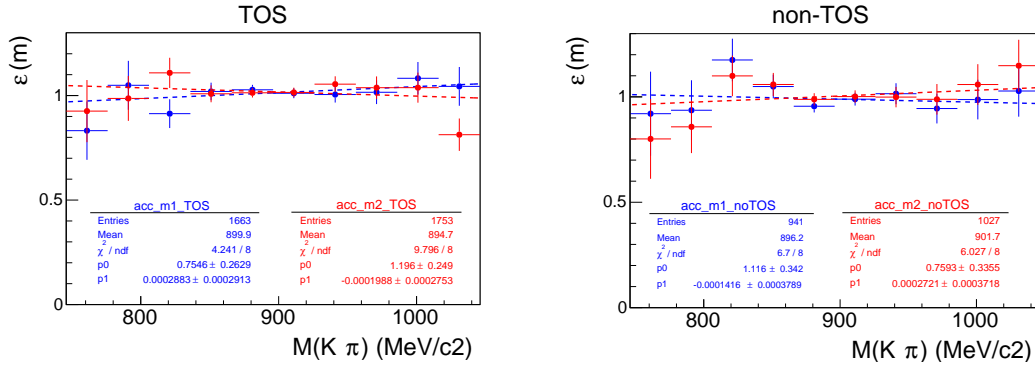 TOS
ε (m)
1
0.5
0
acc_m1_TOS
Entries 1663
Mean 899.9
χ² / ndf 4.241 / 8
p0 0.7546 ± 0.2629
p1 0.0002883 ± 0.0002913
acc_m2_TOS
Entries 1753
Mean 894.7
χ² / ndf 9.796 / 8
p0 1.196 ± 0.249
p1 -0.0001988 ± 0.0002753
800 900 1000
M(K π) (MeV/c2)
non-TOS
ε (m)
1
0.5
0
acc_m1_noTOS
Entries 941
Mean 896.2
χ² / ndf 6.7 / 8
p0 1.116 ± 0.342
p1 -0.0001416 ± 0.0003789
acc_m2_noTOS
Entries 1027
Mean 901.7
χ² / ndf 6.027 / 8
p0 0.7593 ± 0.3355
p1 0.0002721 ± 0.0003718
800 900 1000
M(K π) (MeV/c2)